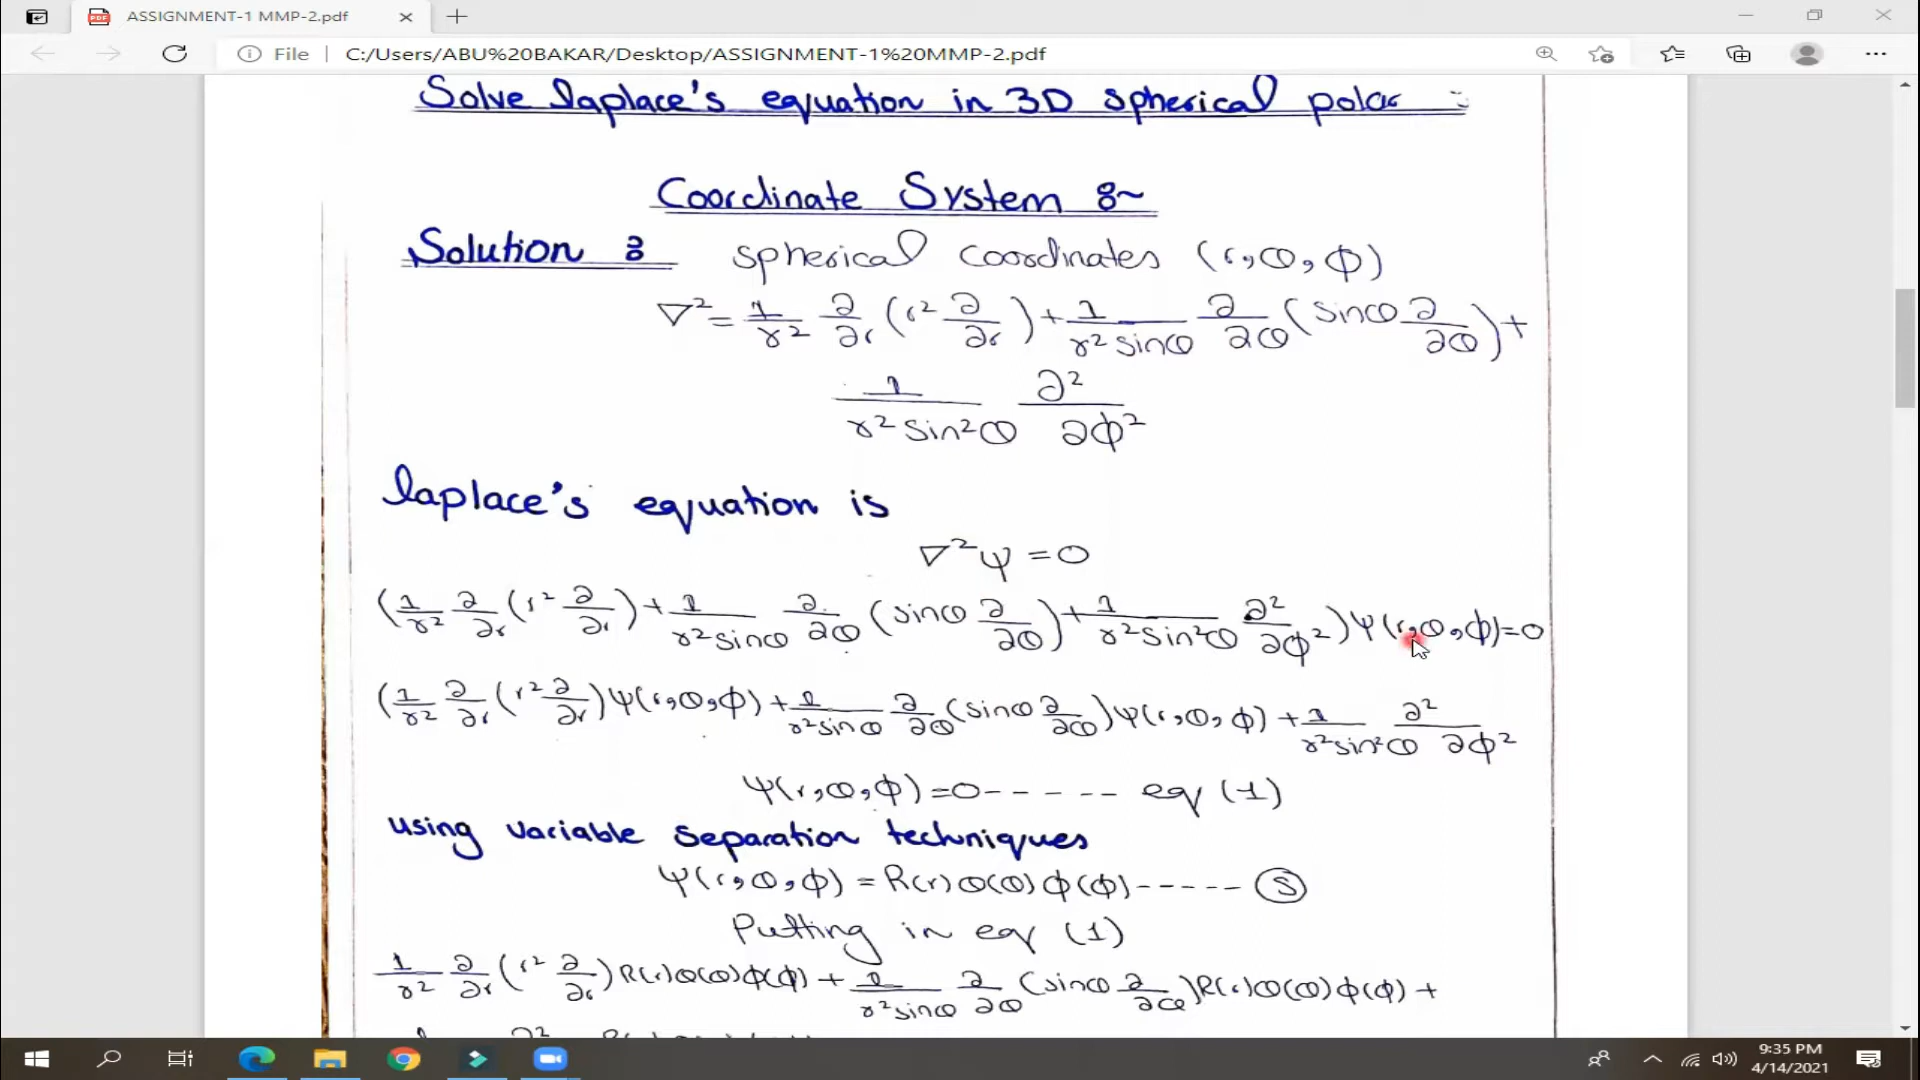 ASSIGNMENT-1 MMP-2.pdf
File | C:/Users/ABU%20BAKAR/Desktop/ASSIGNMENT-1%20MMP-2.pdf
Solve laplace's equation in 3D spherical polar
Coordinate System :~
Solution : spherical coordinates (r,θ,ϕ)
∇² = 1/r² ∂/∂r (r² ∂/∂r) + 1/r² sinθ ∂/∂θ (sinθ ∂/∂θ) +
1/r² sin²θ ∂²/∂ϕ²
laplace's equation is
∇²ψ = 0
(1/r² ∂/∂r (r² ∂/∂r) + 1/r² sinθ ∂/∂θ (sinθ ∂/∂θ) + 1/r² sin²θ ∂²/∂ϕ²) ψ(r,θ,ϕ) = 0
(1/r² ∂/∂r (r² ∂/∂r) ψ(r,θ,ϕ) + 1/r² sinθ ∂/∂θ (sinθ ∂/∂θ) ψ(r,θ,ϕ) + 1/r² sin²θ ∂²/∂ϕ²
ψ(r,θ,ϕ) = 0 - - - - - eq (1)
using variable separation techniques
ψ(r,θ,ϕ) = R(r) θ(θ) ϕ(ϕ) - - - - - (S)
Putting in eq (1)
1/r² ∂/∂r (r² ∂/∂r) R(r) θ(θ) ϕ(ϕ) + 1/r² sinθ ∂/∂θ (sinθ ∂/∂θ) R(r) θ(θ) ϕ(ϕ) +
9:35 PM
4/14/2021